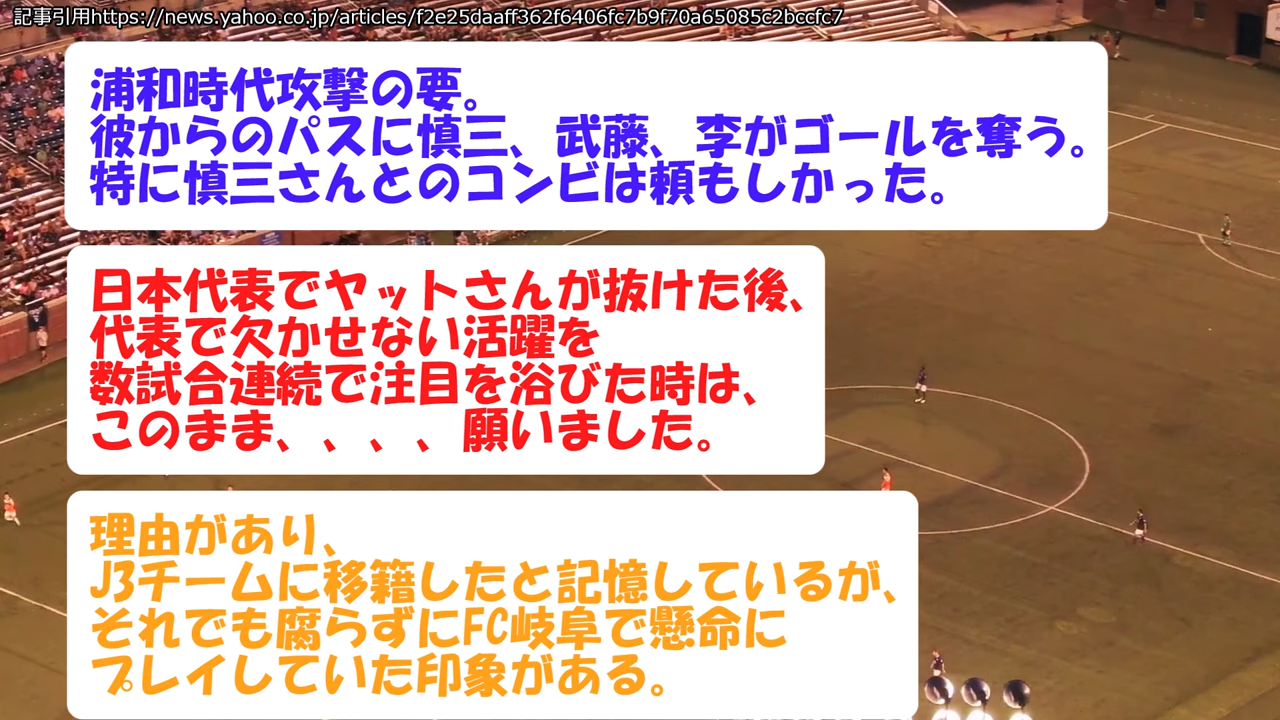 記事引用https://news.yahoo.co.jp/articles/f2e25daaff362f6406fc7b9f70a65085c2bccfc7
浦和時代攻撃の要。
彼からのパスに慎三、武藤、李がゴールを奪う。
特に慎三さんとのコンビは頼もしかった。
日本代表でヤットさんが抜けた後、
代表で欠かせない活躍を
数試合連続で注目を浴びた時は、
このまま、、、、願いました。
理由があり、
J3チームに移籍したと記憶しているが、
それでも腐らずにFC岐阜で懸命に
プレイしていた印象がある。